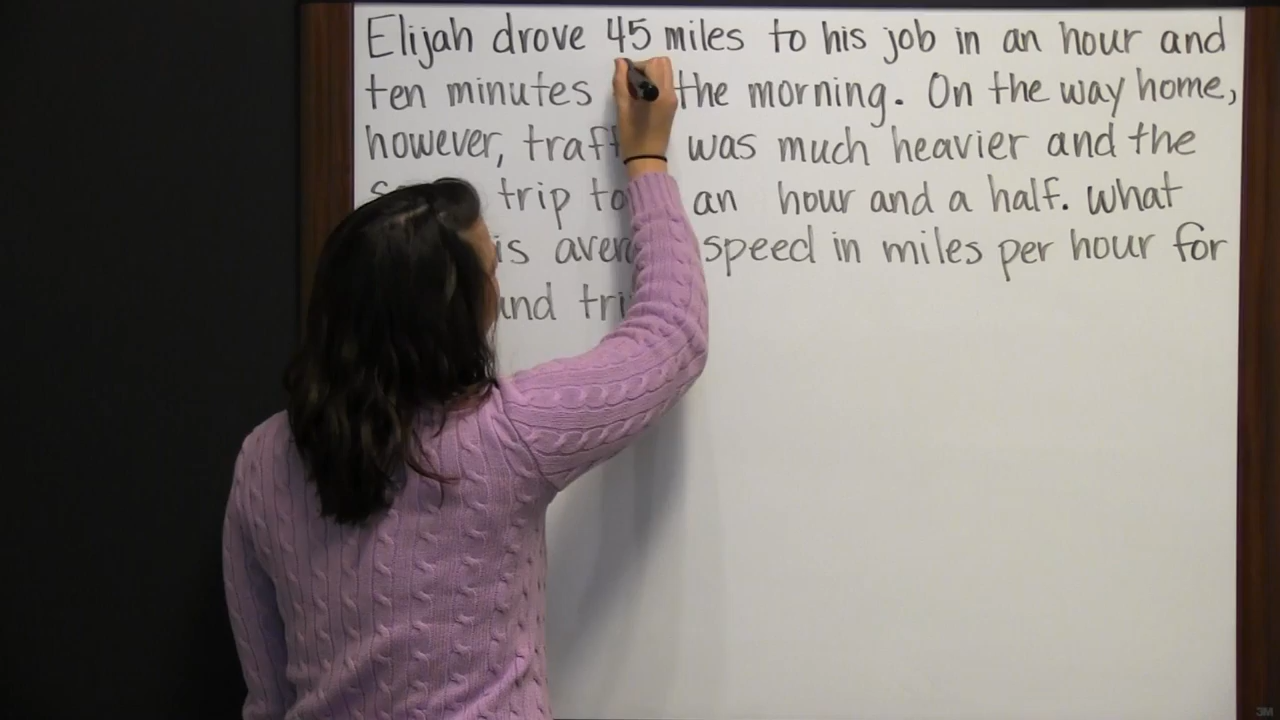 Elijah drove 45 miles to his job in an hour and
ten minutes the morning. On the way home,
however, traff was much heavier and the
trip to an hour and a half. What
is aver speed in miles per hour for
und tri
3M